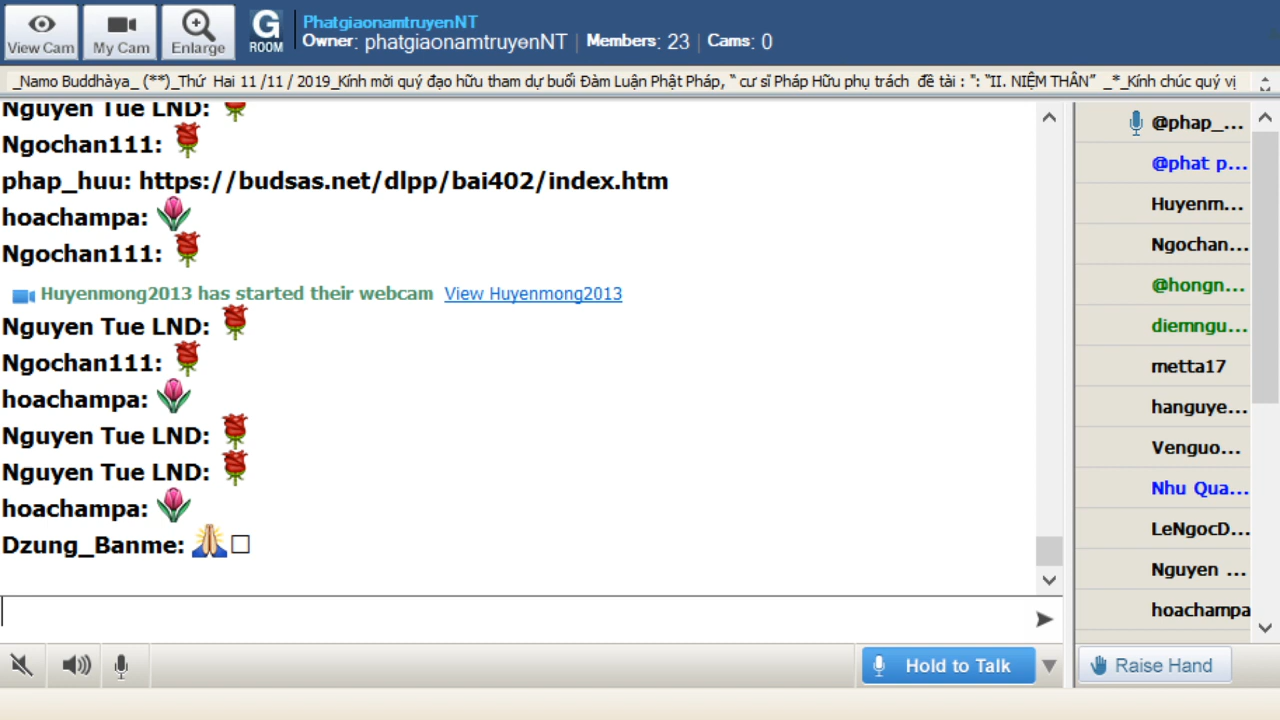 View Cam
My Cam
Enlarge
G
ROOM
PhatgiaonamtruyenNT
Owner: phatgiaonamtruyenNT | Members: 23 | Cams: 0
_Namo Buddhàya_ (**)_Thứ Hai 11 /11 / 2019_Kính mời quý đạo hữu tham dự buổi Đàm Luận Phật Pháp, " cư sĩ Pháp Hữu phụ trách đề tài : ": "II. NIỆM THÂN" _*_Kính chúc quý vị
Nguyen Tue LND:
Ngochan111:
phap_huu: https://budsas.net/dlpp/bai402/index.htm
hoachampa:
Ngochan111:
Huyenmong2013 has started their webcam View Huyenmong2013
Nguyen Tue LND:
Ngochan111:
hoachampa:
Nguyen Tue LND:
Nguyen Tue LND:
hoachampa:
Dzung_Banme:
@phap_...
@phat p...
Huyenm...
Ngochan...
@hongn...
diemngu...
metta17
hanguye...
Venguo...
Nhu Qua...
LeNgocD...
Nguyen ...
hoachampa
Hold to Talk
Raise Hand